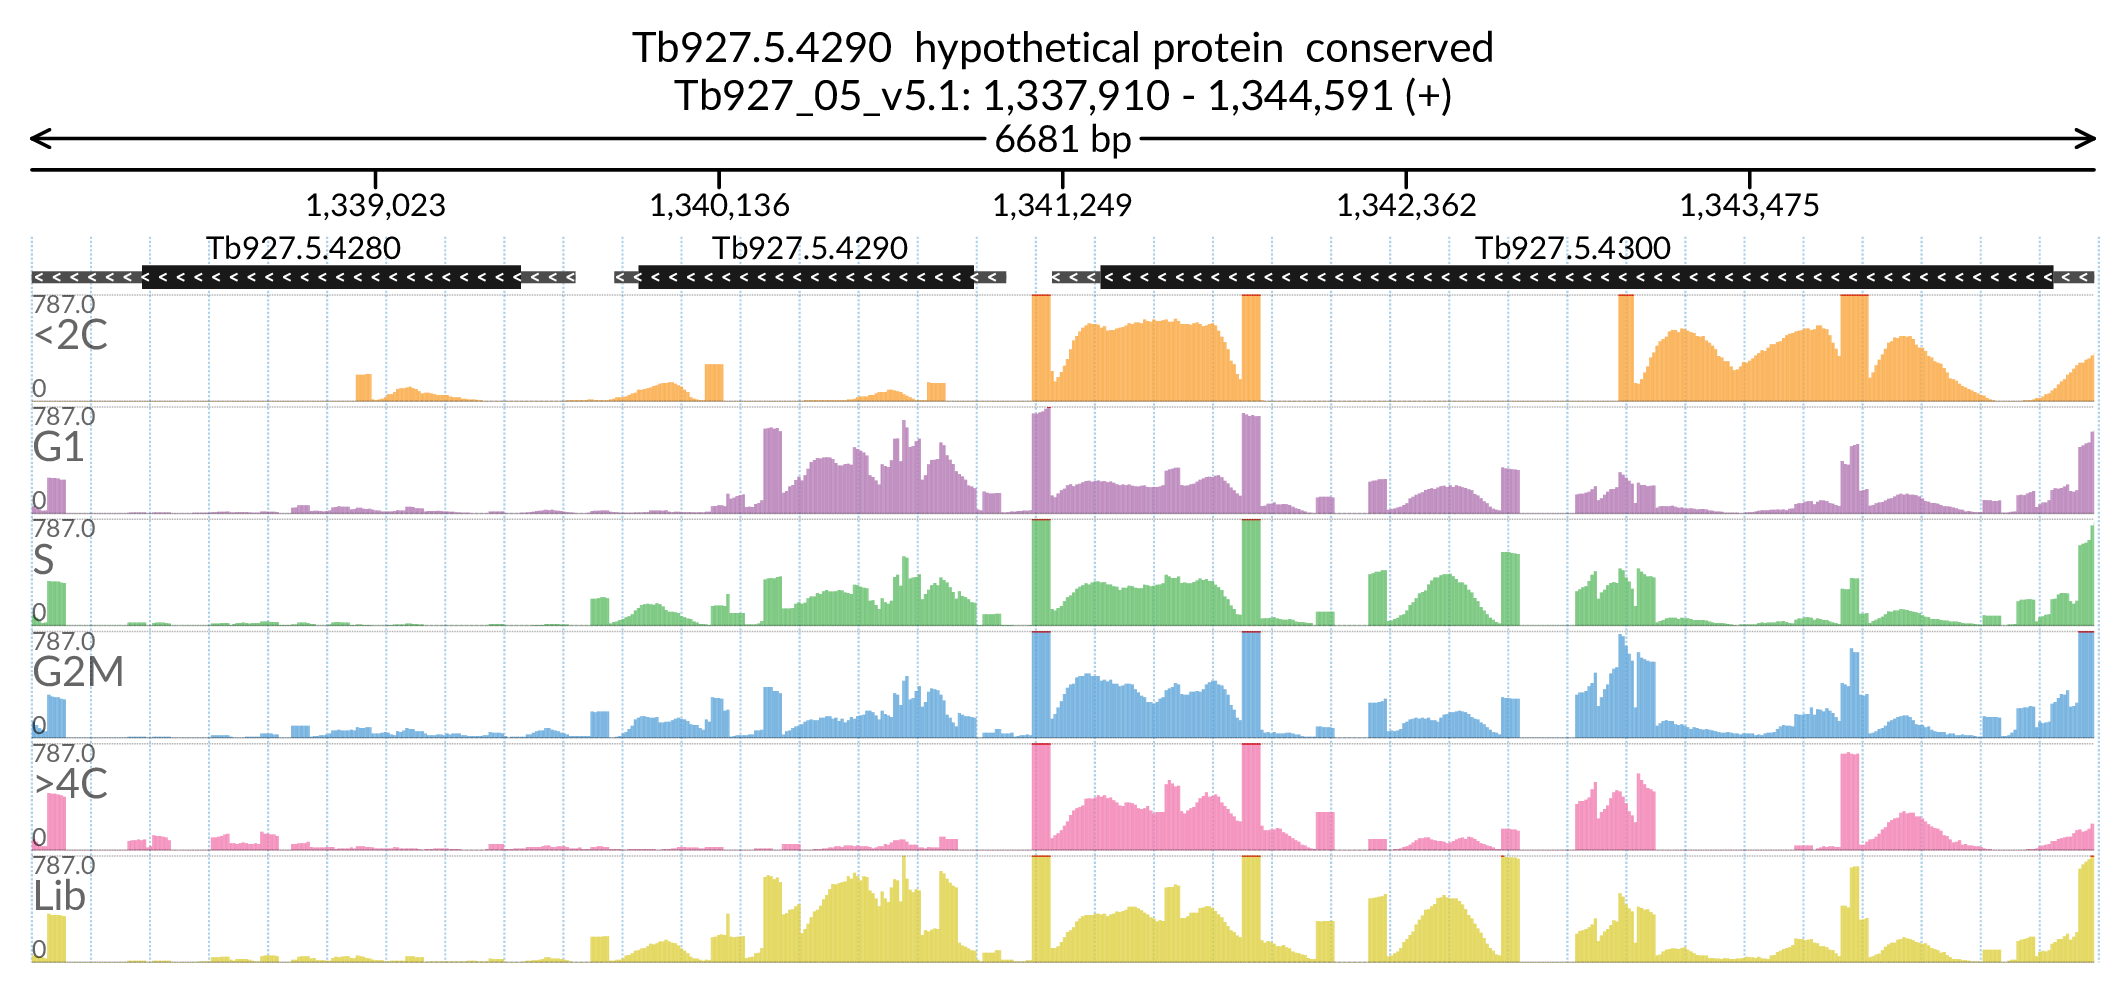 Tb927.5.4290 hypothetical protein conserved
Tb927_05_v5.1: 1,337,910 - 1,344,591 (+)
6681 bp
1,339,023 1,340,136 1,341,249 1,342,362 1,343,475
Tb927.5.4280 Tb927.5.4290 Tb927.5.4300
787.0
<2C
0
787.0
G1
0
787.0
S
0
787.0
G2M
0
787.0
>4C
0
787.0
Lib
0